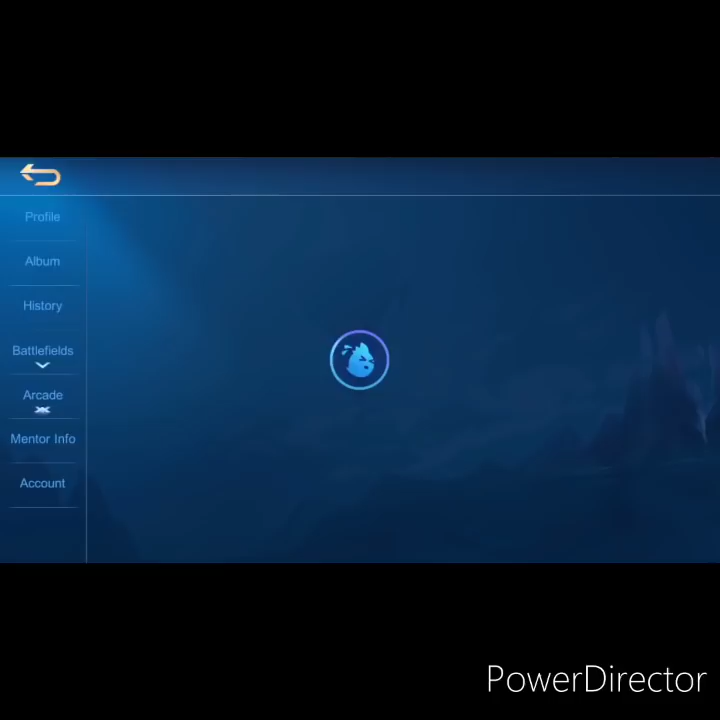 Profile
Album
History
Battlefields
Arcade
Mentor Info
Account
PowerDirector